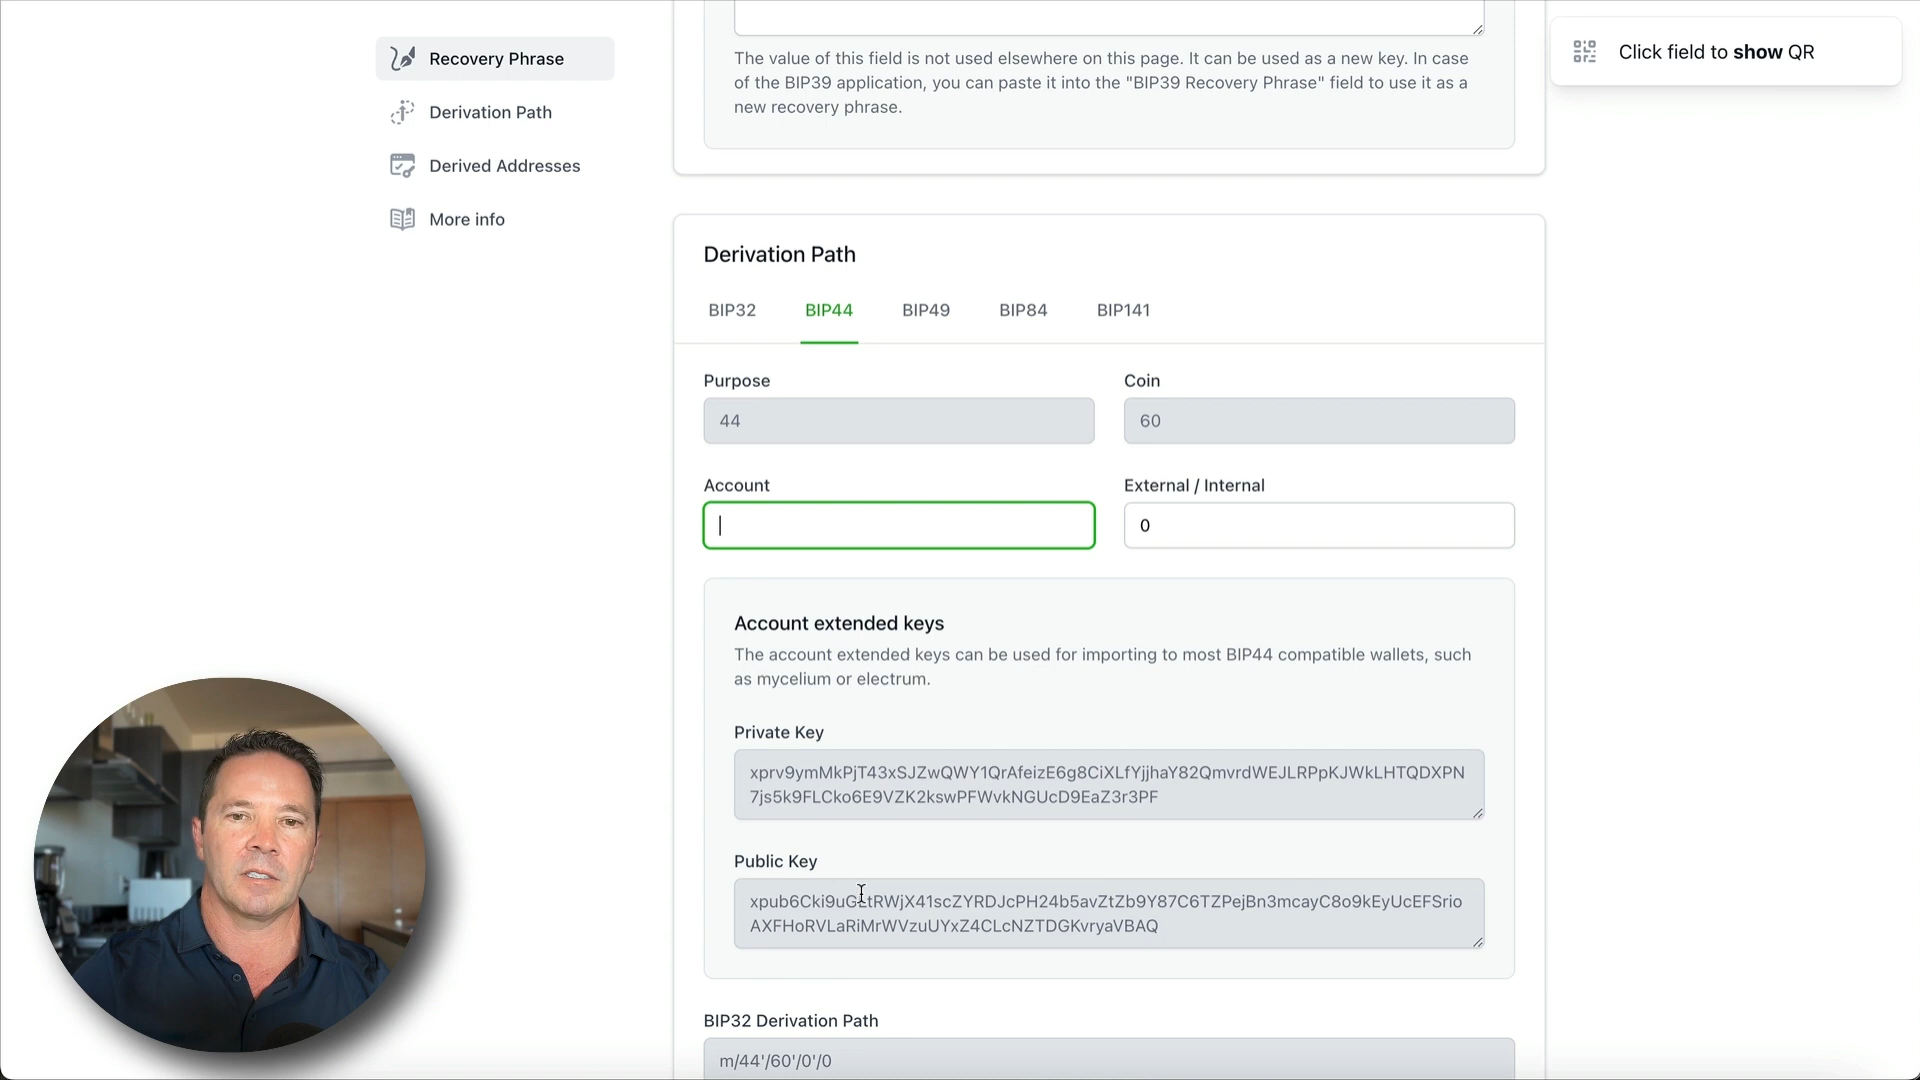 Recovery Phrase
Derivation Path
Derived Addresses
More info
Click field to show QR
The value of this field is not used elsewhere on this page. It can be used as a new key. In case
of the BIP39 application, you can paste it into the "BIP39 Recovery Phrase" field to use it as a
new recovery phrase.
Derivation Path
BIP32 BIP44 BIP49 BIP84 BIP141
Purpose Coin
44 60
Account External / Internal
0
Account extended keys
The account extended keys can be used for importing to most BIP44 compatible wallets, such
as mycelium or electrum.
Private Key
xprv9ymMkPjT43xSJZwQWY1QrAfeizE6g8CiXLfYjjhaY82QmvrdWEJLRPpKJWkLHTQDXPN
7js5k9FLCko6E9VZK2kswPFWvkNGUcD9EaZ3r3PF
Public Key
AXFHoRVLaRiMrWVzuUYxZ4CLcNZTDGKvryaVBAQ
BIP32 Derivation Path
m/44'/60'/0'/0